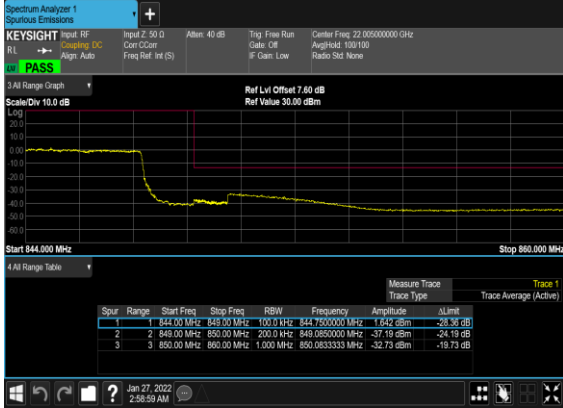 Spectrum Analyzer 1
Spurious Emissions
+
KEYSIGHT Input: RF Input Z: 50 Ω Atten: 40 dB Trig: Free Run Center Freq: 22.005000000 GHz
RL Coupling: DC Corr CCorr Gate: Off Avg|Hold: 100/100
Align: Auto Freq Ref: Int (S) IF Gain: Low Radio Std: None
PASS
3 All Range Graph Ref Lvl Offset 7.60 dB
Scale/Div 10.0 dB Ref Value 30.00 dBm
Log
20.0
10.0
0.00
-10.0
-20.0
-30.0
-40.0
-50.0
-60.0
Start 844.000 MHz Stop 860.000 MHz
4 All Range Table
Measure Trace Trace 1
Trace Type Trace Average (Active)
Spur Range Start Freq Stop Freq RBW Frequency Amplitude ΔLimit
1 1 844.00 MHz 849.00 MHz 100.0 kHz 844.7500000 MHz 1.642 dBm -28.36 dB
2 2 849.00 MHz 850.00 MHz 200.0 kHz 849.0850000 MHz -37.19 dBm -24.19 dB
3 3 850.00 MHz 860.00 MHz 1.000 MHz 850.0833333 MHz -32.73 dBm -19.73 dB
? Jan 27, 2022
2:58:59 AM